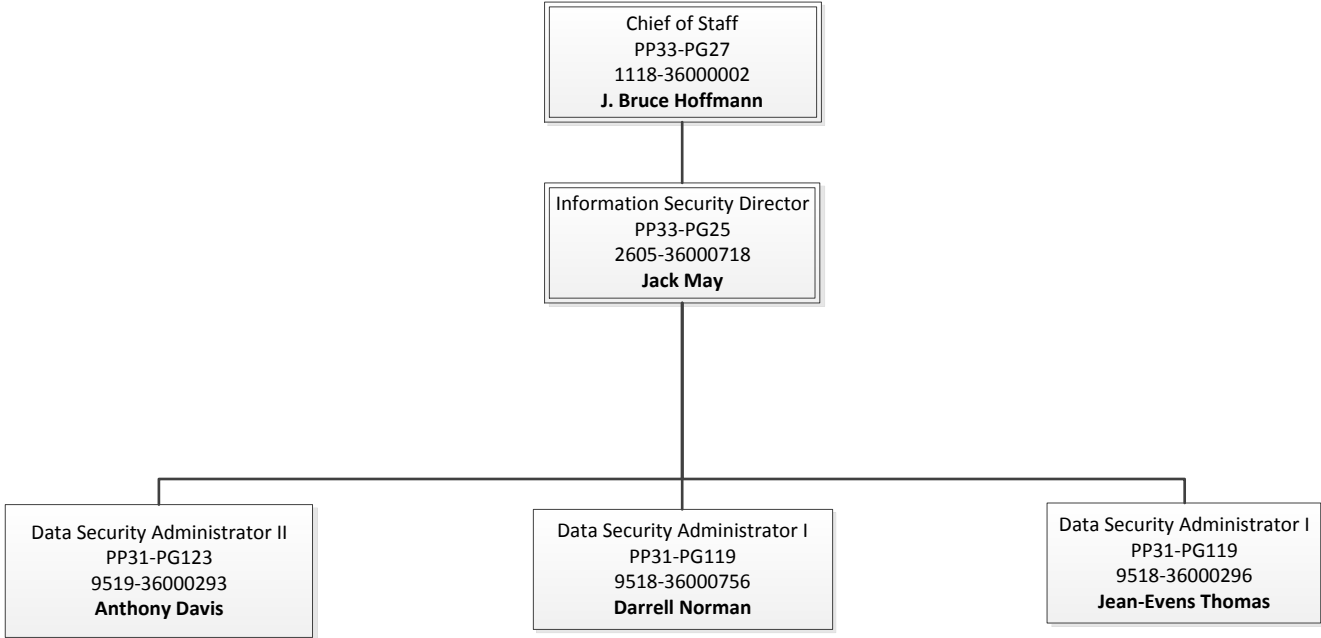 Chief of Staff
PP33-PG27
1118-36000002
J. Bruce Hoffmann
Information Security Director
PP33-PG25
2605-36000718
Jack May
Data Security Administrator II
PP31-PG123
9519-36000293
Anthony Davis
Data Security Administrator I
PP31-PG119
9518-36000756
Darrell Norman
Data Security Administrator I
PP31-PG119
9518-36000296
Jean-Evens Thomas